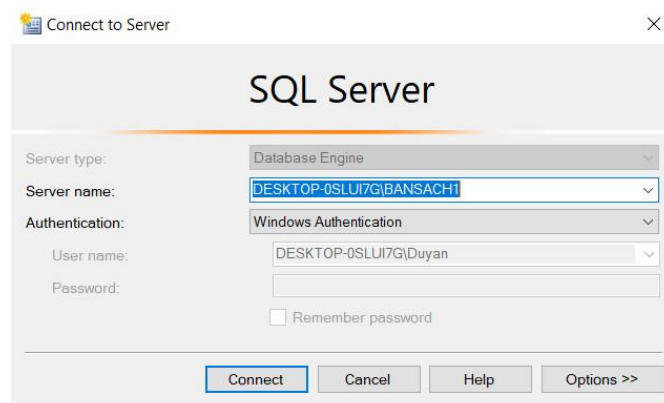 Connect to Server
SQL Server
Server type: Database Engine
Server name: DESKTOP-0SLUI7G\BANSACH1
Authentication: Windows Authentication
User name: DESKTOP-0SLUI7G\Duyan
Password:
Remember password
Connect Cancel Help Options >>